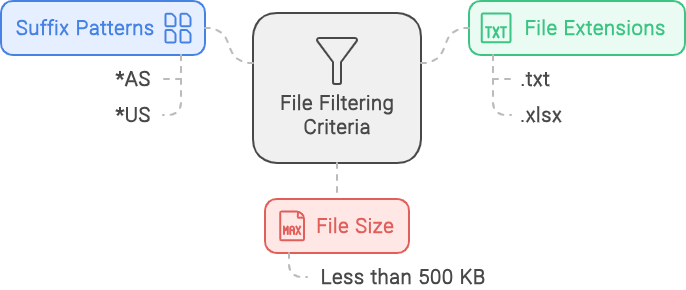 Suffix Patterns
*AS
*US
File Filtering
Criteria
TXT
File Extensions
.txt
.xlsx
MAX
File Size
Less than 500 KB